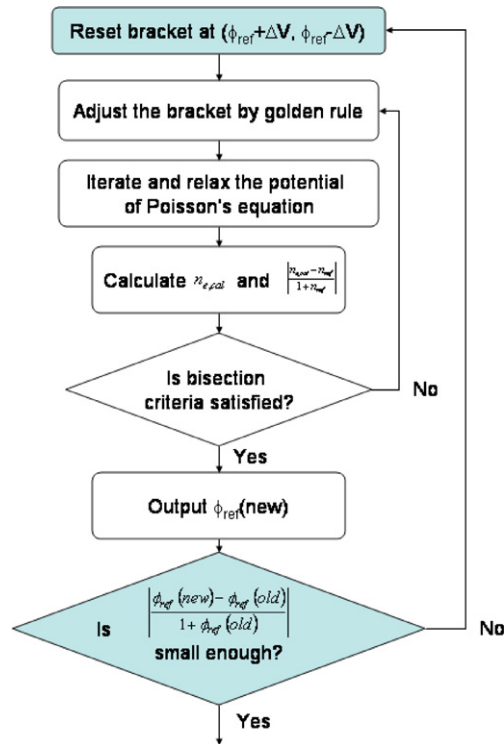 Reset bracket at (ϕref+ΔV, ϕref-ΔV)
Adjust the bracket by golden rule
Iterate and relax the potential
of Poisson's equation
Calculate ne,cal and |ne,cal − nref| / |1 + nref|
Is bisection
criteria satisfied?
No
Yes
Output ϕref(new)
Is |ϕref(new) − ϕref(old) / 1 + ϕref(old)|
small enough?
No
Yes